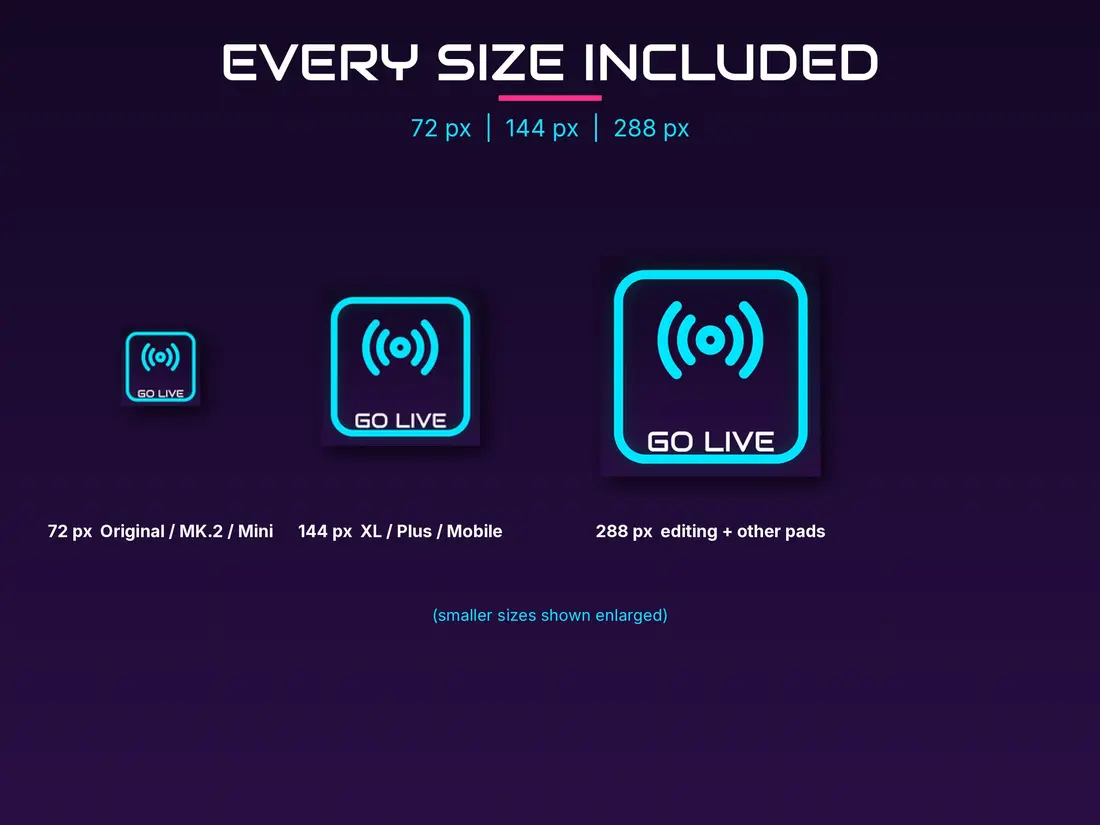 EVERY SIZE INCLUDED
72 px | 144 px | 288 px
GO LIVE
GO LIVE
GO LIVE
72 px  Original / MK.2 / Mini
144 px  XL / Plus / Mobile
288 px  editing + other pads
(smaller sizes shown enlarged)